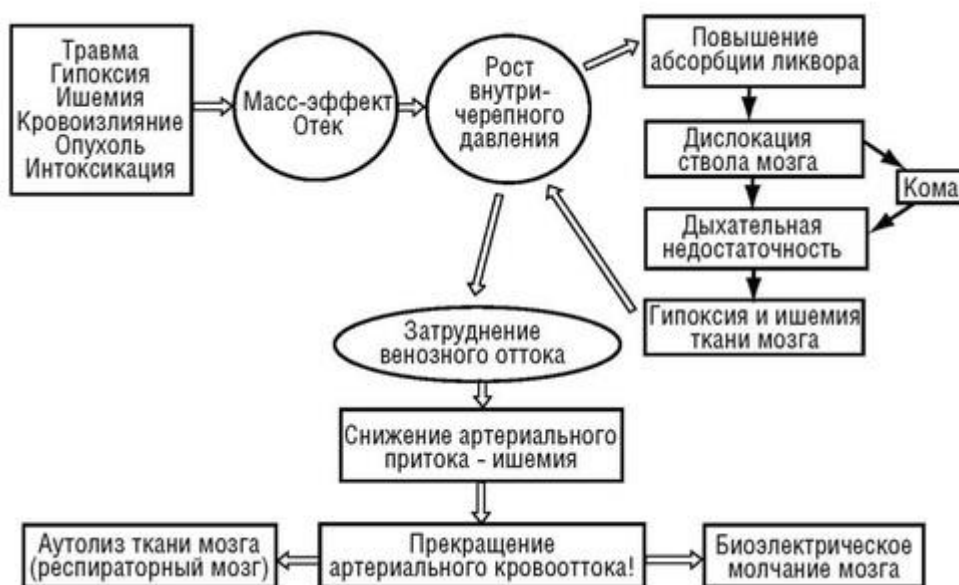 Травма
Гипоксия
Ишемия
Кровоизлияние
Опухоль
Интоксикация
Масс-эффект
Отек
Рост
внутри-
черепного
давления
Повышение
абсорбции ликвора
Дислокация
ствола мозга
Кома
Дыхательная
недостаточность
Гипоксия и ишемия
ткани мозга
Затруднение
венозного оттока
Снижение артериального
притока - ишемия
Прекращение
артериального кровооттока!
Аутолиз ткани мозга
(респираторный мозг)
Биоэлектрическое
молчание мозга